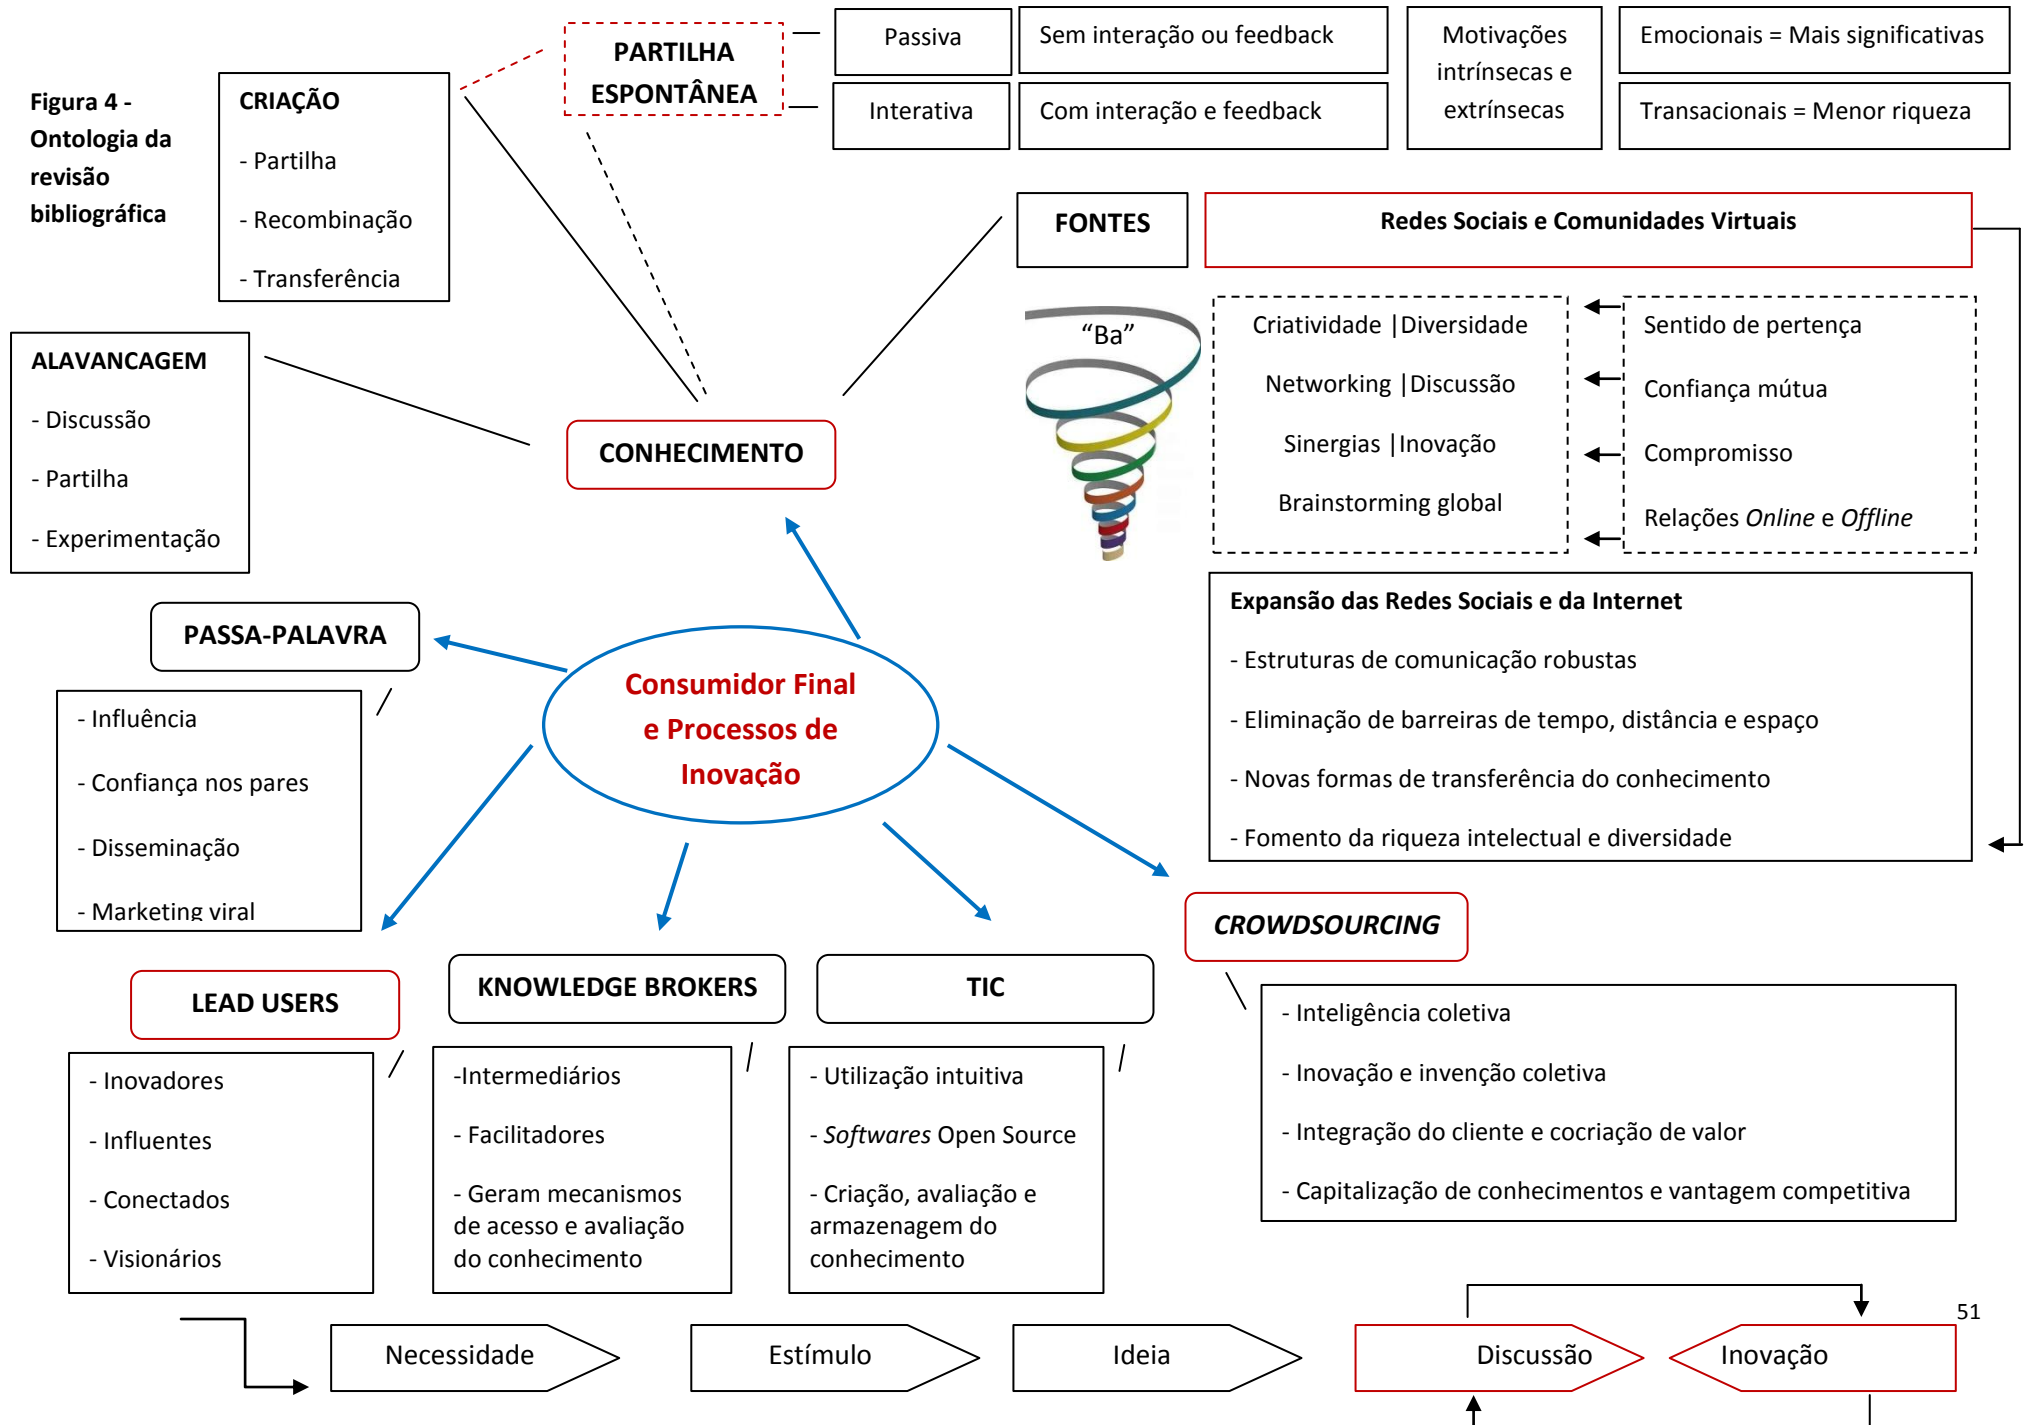 Figura 4 -
Ontologia da
revisão
bibliográfica
CRIAÇÃO
- Partilha
- Recombinação
- Transferência
PARTILHA
ESPONTÂNEA
Passiva
Sem interação ou feedback
Interativa
Com interação e feedback
Motivações
intrínsecas e
extrínsecas
Emocionais = Mais significativas
Transacionais = Menor riqueza
FONTES
Redes Sociais e Comunidades Virtuais
ALAVANCAGEM
- Discussão
- Partilha
- Experimentação
CONHECIMENTO
“Ba”
Criatividade |Diversidade
Networking |Discussão
Sinergias |Inovação
Brainstorming global
Sentido de pertença
Confiança mútua
Compromisso
Relações Online e Offline
Expansão das Redes Sociais e da Internet
- Estruturas de comunicação robustas
- Eliminação de barreiras de tempo, distância e espaço
- Novas formas de transferência do conhecimento
- Fomento da riqueza intelectual e diversidade
PASSA-PALAVRA
- Influência
- Confiança nos pares
- Disseminação
- Marketing viral
Consumidor Final
e Processos de
Inovação
CROWDSOURCING
- Inteligência coletiva
- Inovação e invenção coletiva
- Integração do cliente e cocriação de valor
- Capitalização de conhecimentos e vantagem competitiva
LEAD USERS
- Inovadores
- Influentes
- Conectados
- Visionários
KNOWLEDGE BROKERS
-Intermediários
- Facilitadores
- Geram mecanismos
de acesso e avaliação
do conhecimento
TIC
- Utilização intuitiva
- Softwares Open Source
- Criação, avaliação e
armazenagem do
conhecimento
51
Necessidade
Estímulo
Ideia
Discussão
Inovação